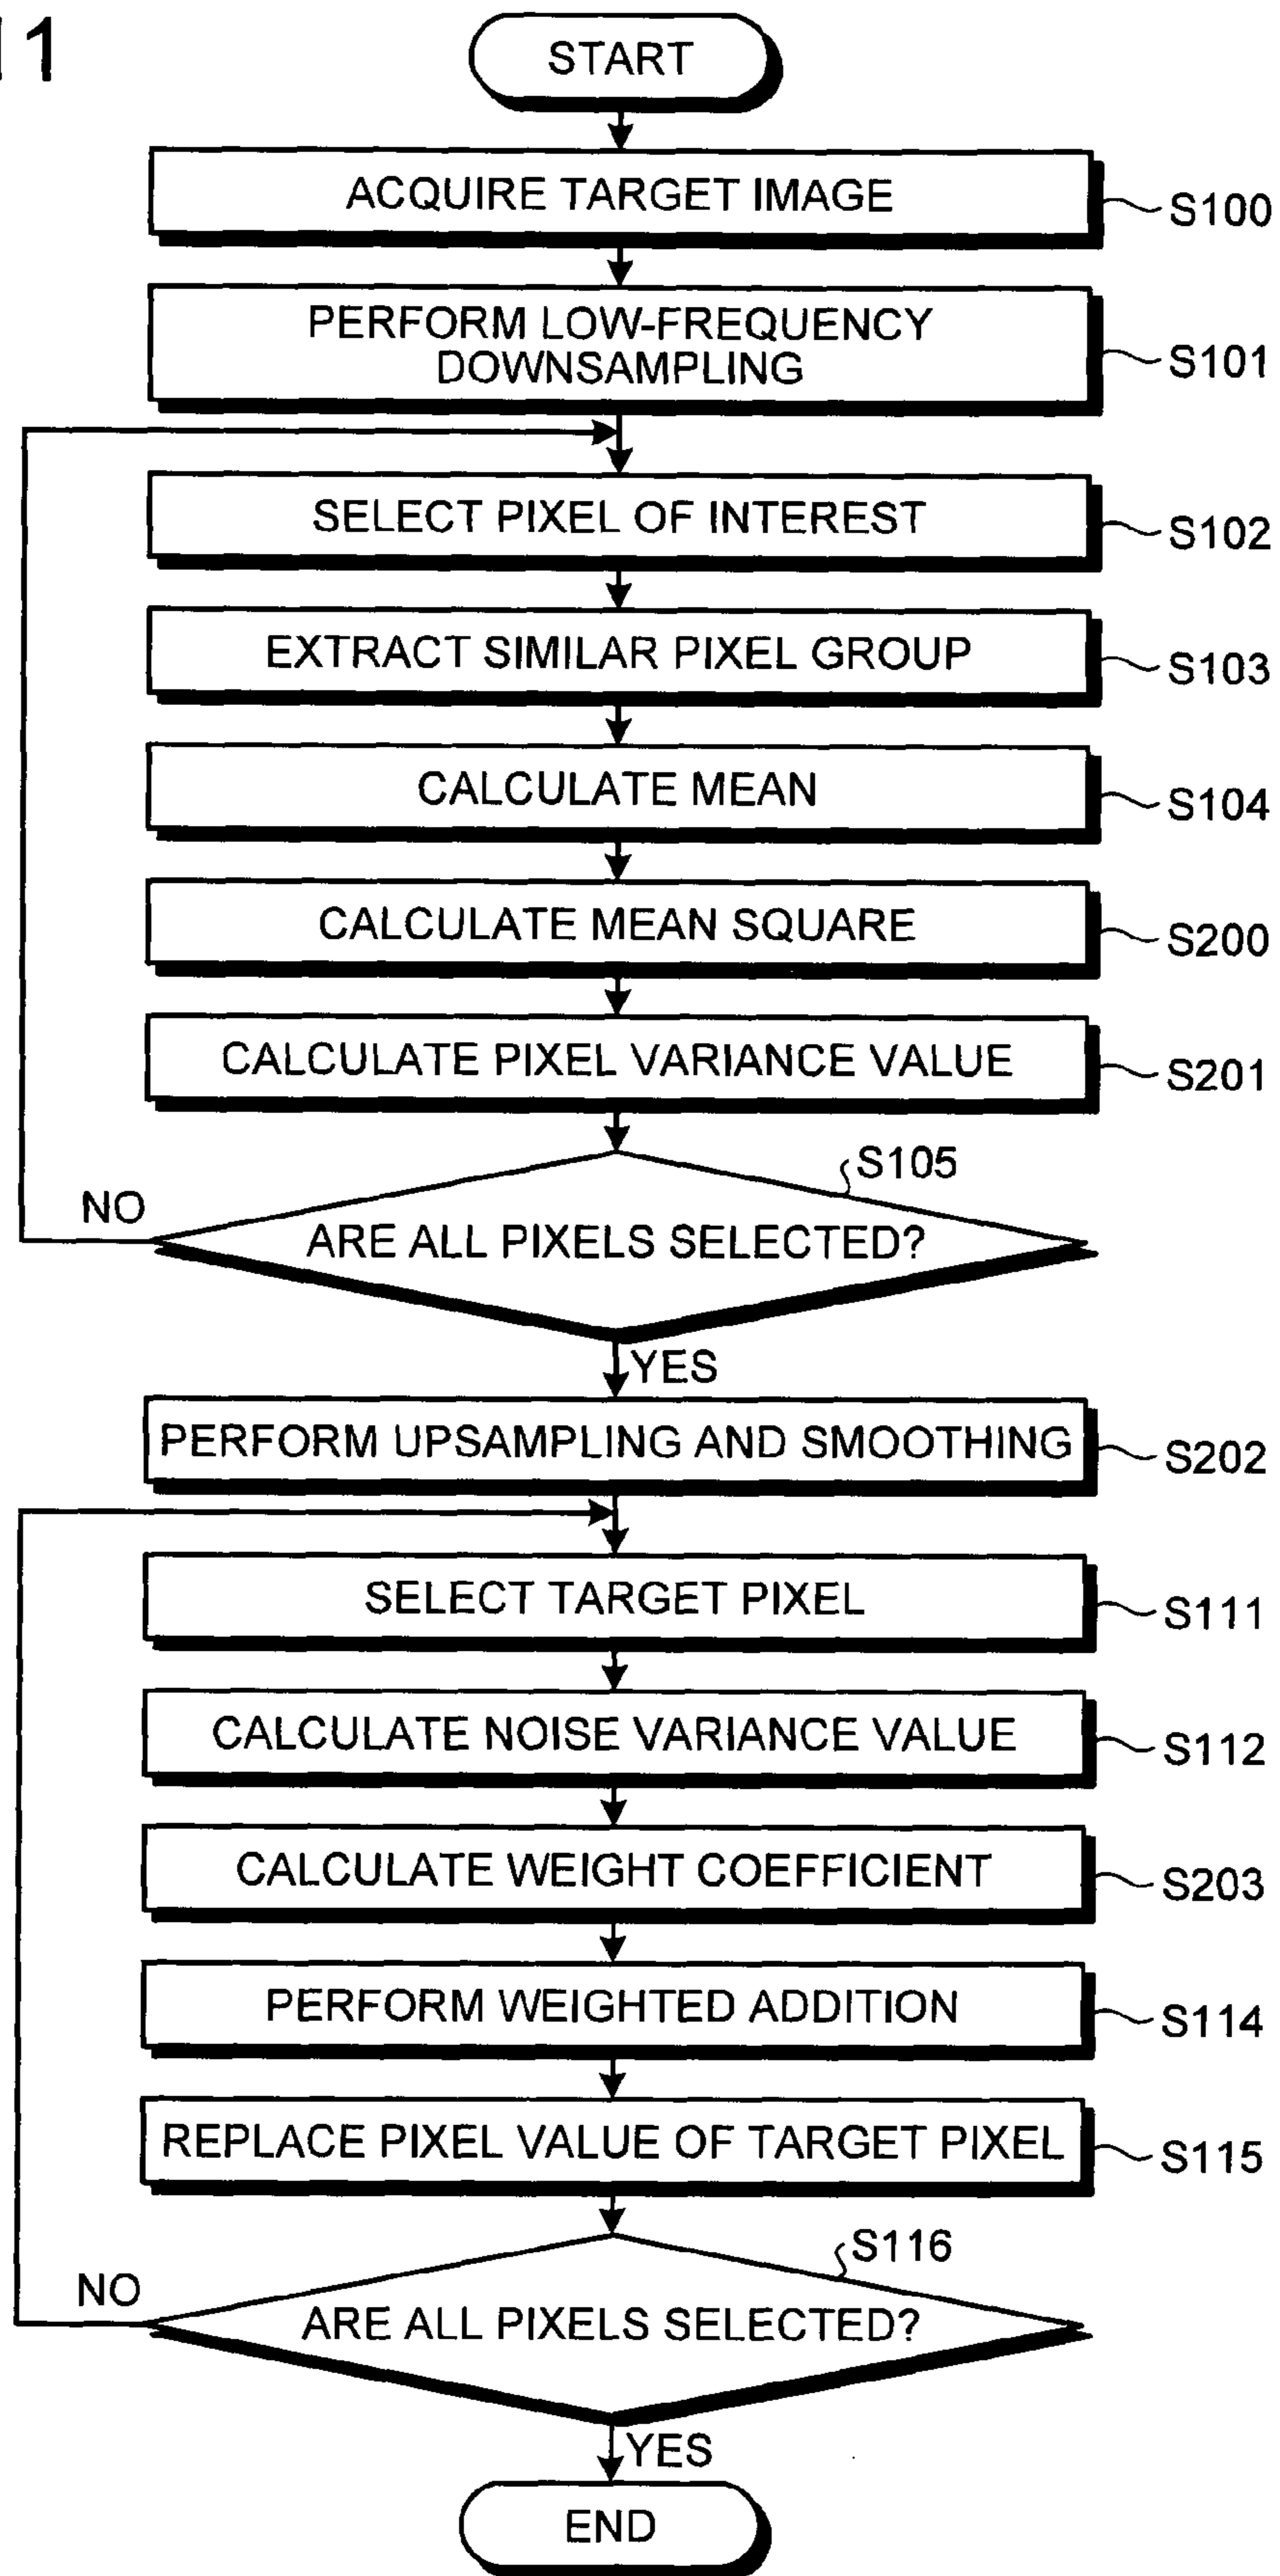 11
START
ACQUIRE TARGET IMAGE
S100
PERFORM LOW-FREQUENCY
DOWNSAMPLING
S101
SELECT PIXEL OF INTEREST
S102
EXTRACT SIMILAR PIXEL GROUP
S103
CALCULATE MEAN
S104
CALCULATE MEAN SQUARE
S200
CALCULATE PIXEL VARIANCE VALUE
S201
S105
NO
ARE ALL PIXELS SELECTED?
YES
PERFORM UPSAMPLING AND SMOOTHING
S202
SELECT TARGET PIXEL
S111
CALCULATE NOISE VARIANCE VALUE
S112
CALCULATE WEIGHT COEFFICIENT
S203
PERFORM WEIGHTED ADDITION
S114
REPLACE PIXEL VALUE OF TARGET PIXEL
S115
S116
NO
ARE ALL PIXELS SELECTED?
YES
END